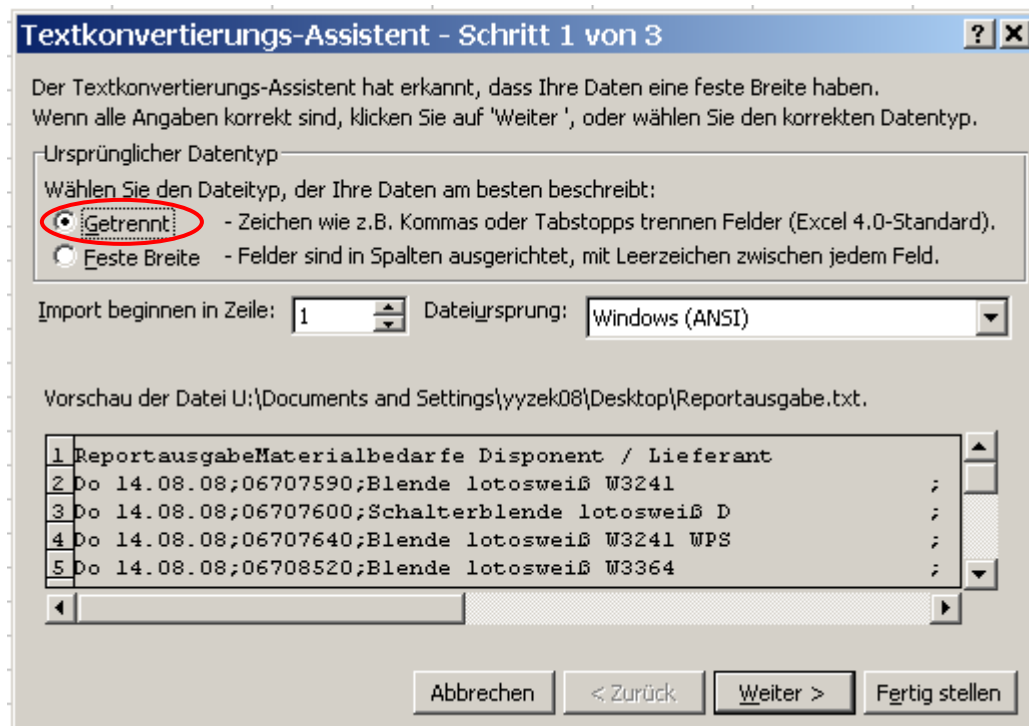 Textkonvertierungs-Assistent - Schritt 1 von 3
Der Textkonvertierungs-Assistent hat erkannt, dass Ihre Daten eine feste Breite haben.
Wenn alle Angaben korrekt sind, klicken Sie auf 'Weiter ', oder wählen Sie den korrekten Datentyp.
Ursprünglicher Datentyp
Wählen Sie den Dateityp, der Ihre Daten am besten beschreibt:
Getrennt - Zeichen wie z.B. Kommas oder Tabstopps trennen Felder (Excel 4.0-Standard).
Feste Breite - Felder sind in Spalten ausgerichtet, mit Leerzeichen zwischen jedem Feld.
Import beginnen in Zeile: 1 Dateiursprung: Windows (ANSI)
Vorschau der Datei U:\Documents and Settings\yyzek08\Desktop\Reportausgabe.txt.
1 ReportausgabeMaterialbedarfe Disponent / Lieferant
2 Do 14.08.08;06707590;Blende lotosweiß W3241 ;
3 Do 14.08.08;06707600;Schalterblende lotosweiß D ;
4 Do 14.08.08;06707640;Blende lotosweiß W3241 WPS ;
5 Do 14.08.08;06708520;Blende lotosweiß W3364 ;
Abbrechen < Zurück Weiter > Fertig stellen